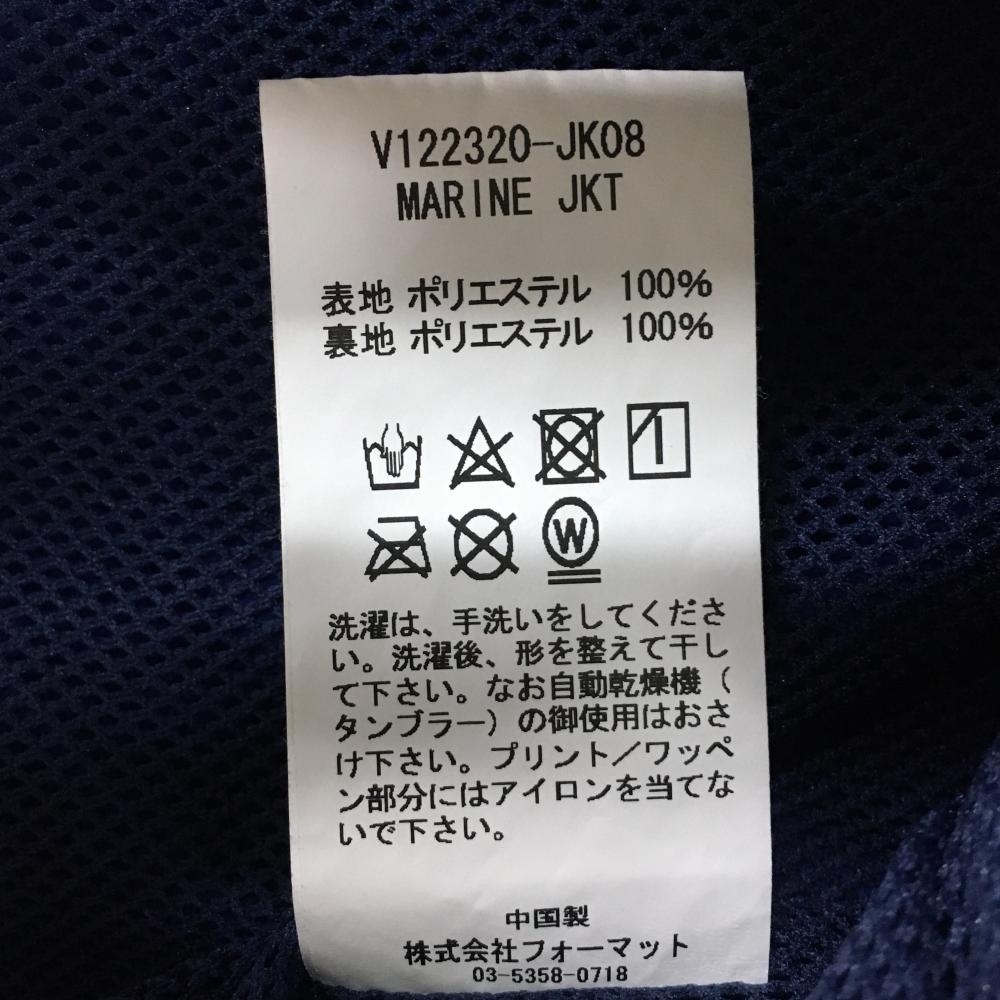 V122320-JK08
MARINE JKT
表地 ポリエステル 100%
裏地 ポリエステル 100%
W
洗濯は、手洗いをしてくださ
い。洗濯後、形を整えて干し
て下さい。なお自動乾燥機（
タンブラー）の御使用はおさ
け下さい。プリント／ワッペ
ン部分にはアイロンを当てな
いで下さい。
中国製
株式会社フォーマット
03-5358-0718